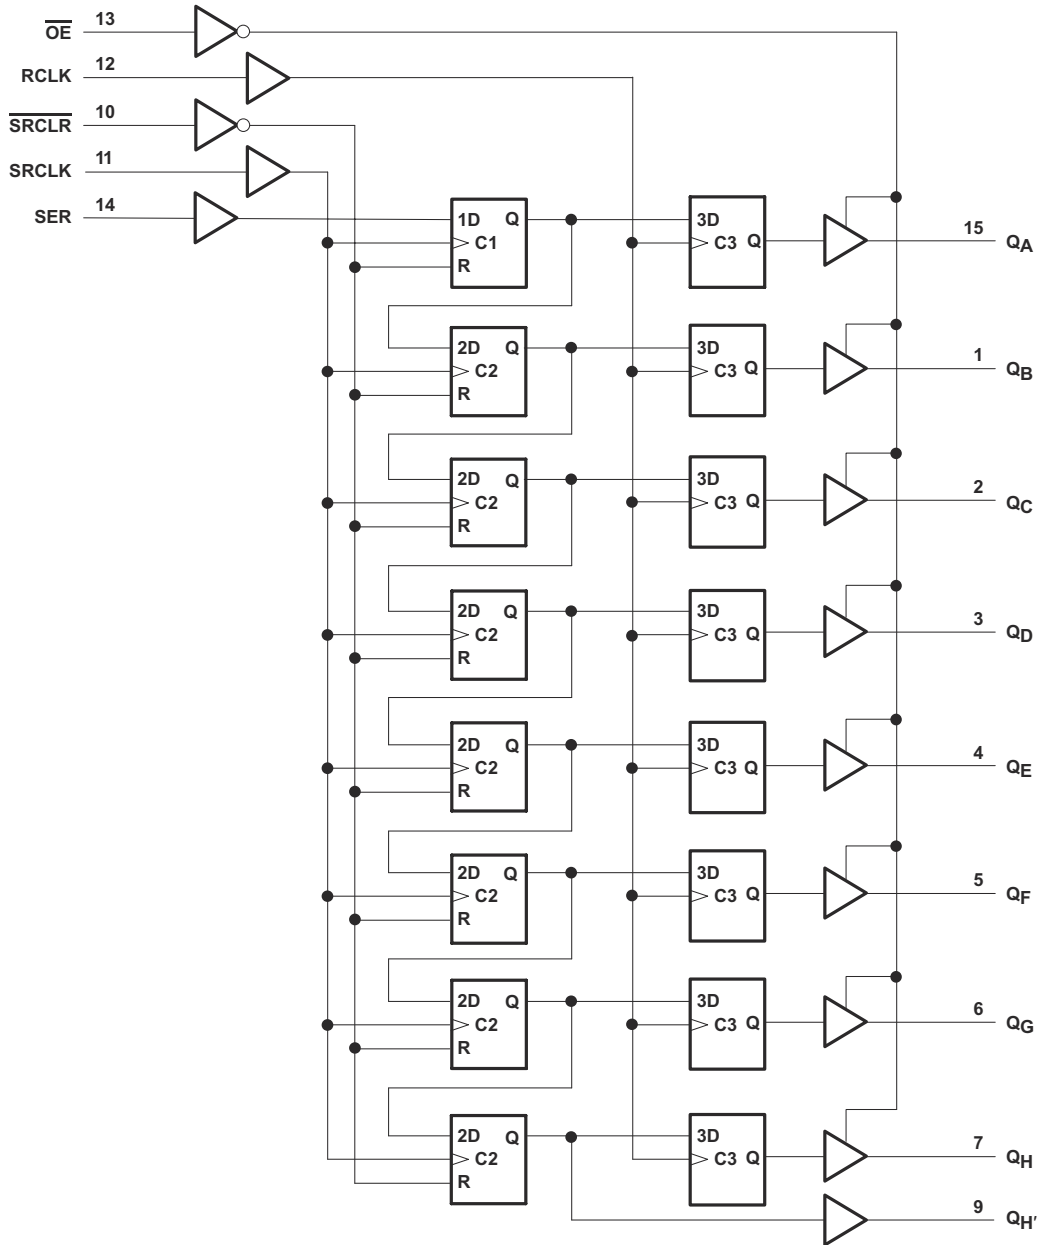 OE 13
RCLK 12
SRCLR 10
SRCLK 11
SER 14
1D Q 3D
C1 C3 Q 15 QA
R
2D Q 3D
C2 C3 Q 1 QB
R
2D Q 3D
C2 C3 Q 2 QC
R
2D Q 3D
C2 C3 Q 3 QD
R
2D Q 3D
C2 C3 Q 4 QE
R
2D Q 3D
C2 C3 Q 5 QF
R
2D Q 3D
C2 C3 Q 6 QG
R
2D Q 3D
C2 C3 Q 7 QH
R
9 QH′